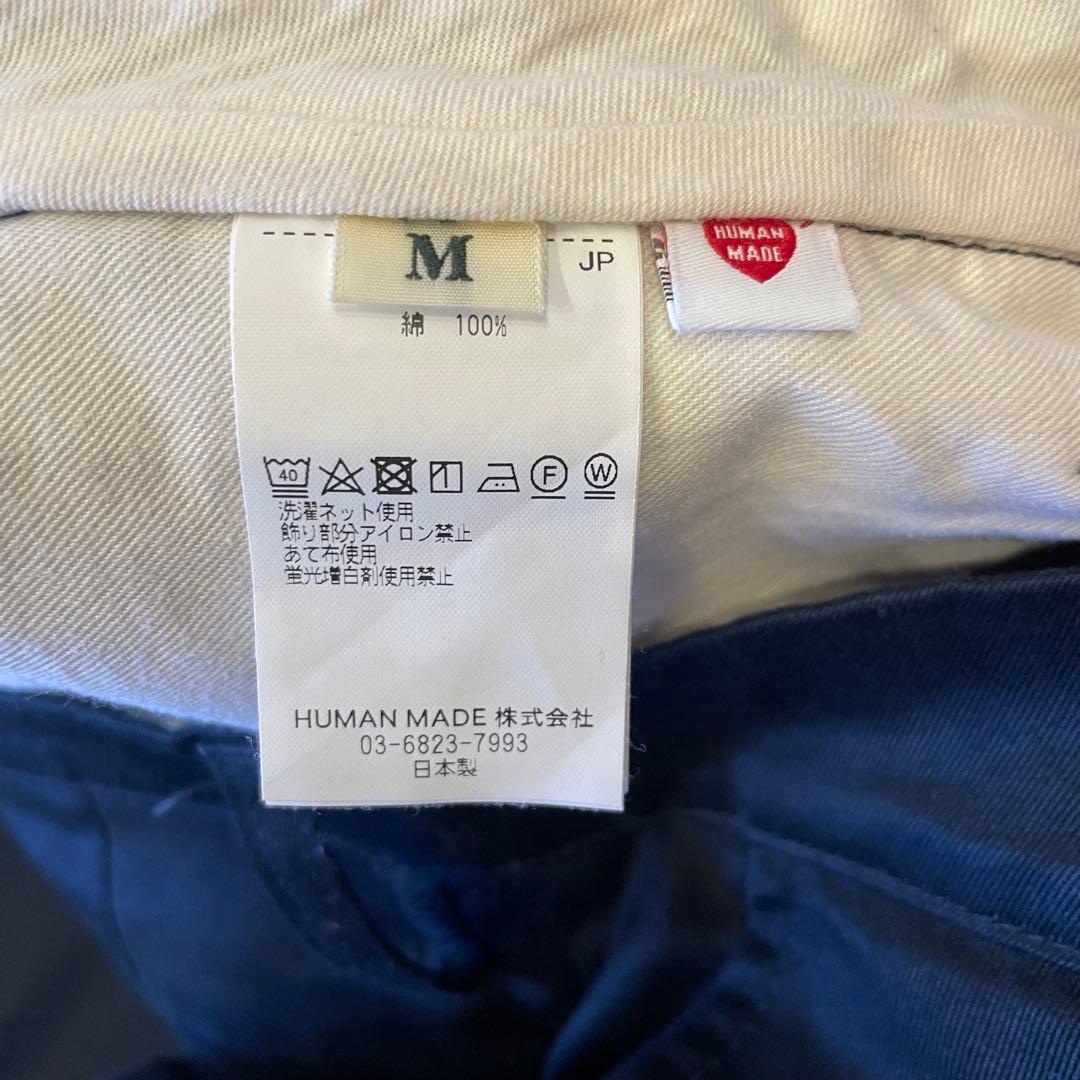 M
JP
HUMAN
MADE
綿 100%
40
F
W
洗濯ネット使用
飾り部分アイロン禁止
あて布使用
蛍光増白剤使用禁止
HUMAN MADE 株式会社
03-6823-7993
日本製